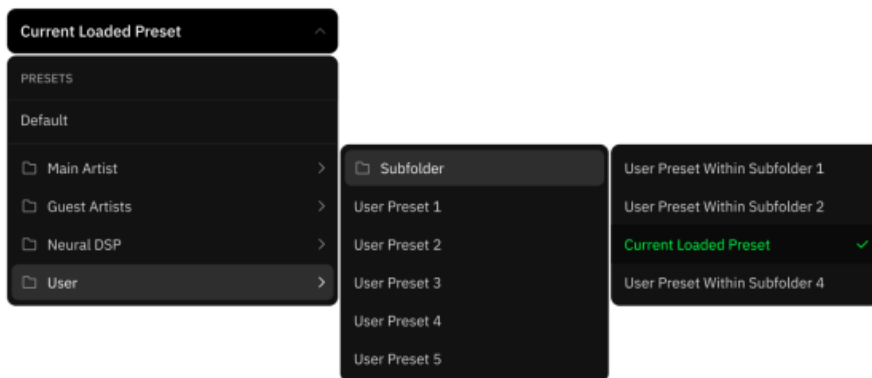 Current Loaded Preset
PRESETS
Default
Main Artist
Guest Artists
Neural DSP
User
Subfolder
User Preset 1
User Preset 2
User Preset 3
User Preset 4
User Preset 5
User Preset Within Subfolder 1
User Preset Within Subfolder 2
Current Loaded Preset
User Preset Within Subfolder 4